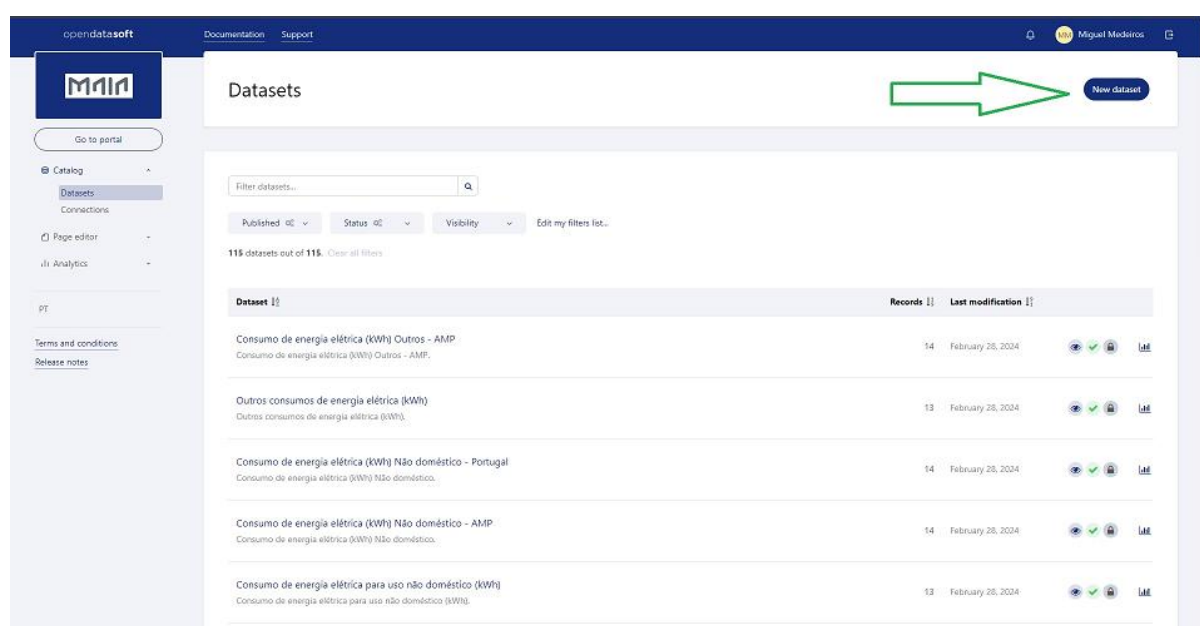 opendatasoft
Documentation Support
MM Miguel Medeiros
MAIA
Datasets
New dataset
Go to portal
Catalog
Datasets
Connections
Page editor
Analytics
PT
Terms and conditions
Release notes
Filter datasets...
Published Status Visibility Edit my filters list...
115 datasets out of 115. Clear all filters
Dataset Records Last modification
Consumo de energia elétrica (kWh) Outros - AMP
Consumo de energia elétrica (kWh) Outros - AMP.
14 February 28, 2024
Outros consumos de energia elétrica (kWh)
Outros consumos de energia elétrica (kWh).
13 February 28, 2024
Consumo de energia elétrica (kWh) Não doméstico - Portugal
Consumo de energia elétrica (kWh) Não doméstico.
14 February 28, 2024
Consumo de energia elétrica (kWh) Não doméstico - AMP
Consumo de energia elétrica (kWh) Não doméstico.
14 February 28, 2024
Consumo de energia elétrica para uso não doméstico (kWh)
Consumo de energia elétrica para uso não doméstico (kWh).
13 February 28, 2024